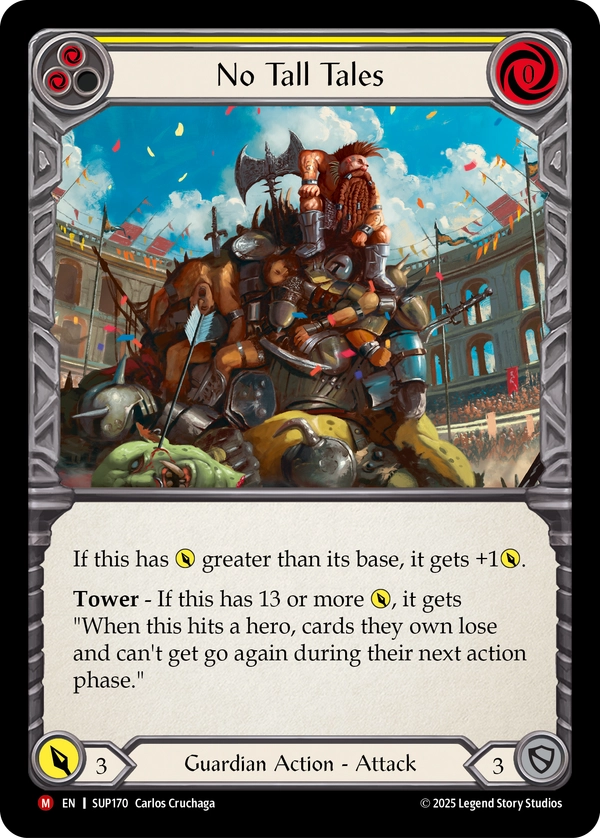 No Tall Tales
0
If this has greater than its base, it gets +1.
Tower - If this has 13 or more , it gets
"When this hits a hero, cards they own lose
and can't get go again during their next action
phase."
3
Guardian Action - Attack
3
M EN | SUP170 Carlos Cruchaga
© 2025 Legend Story Studios